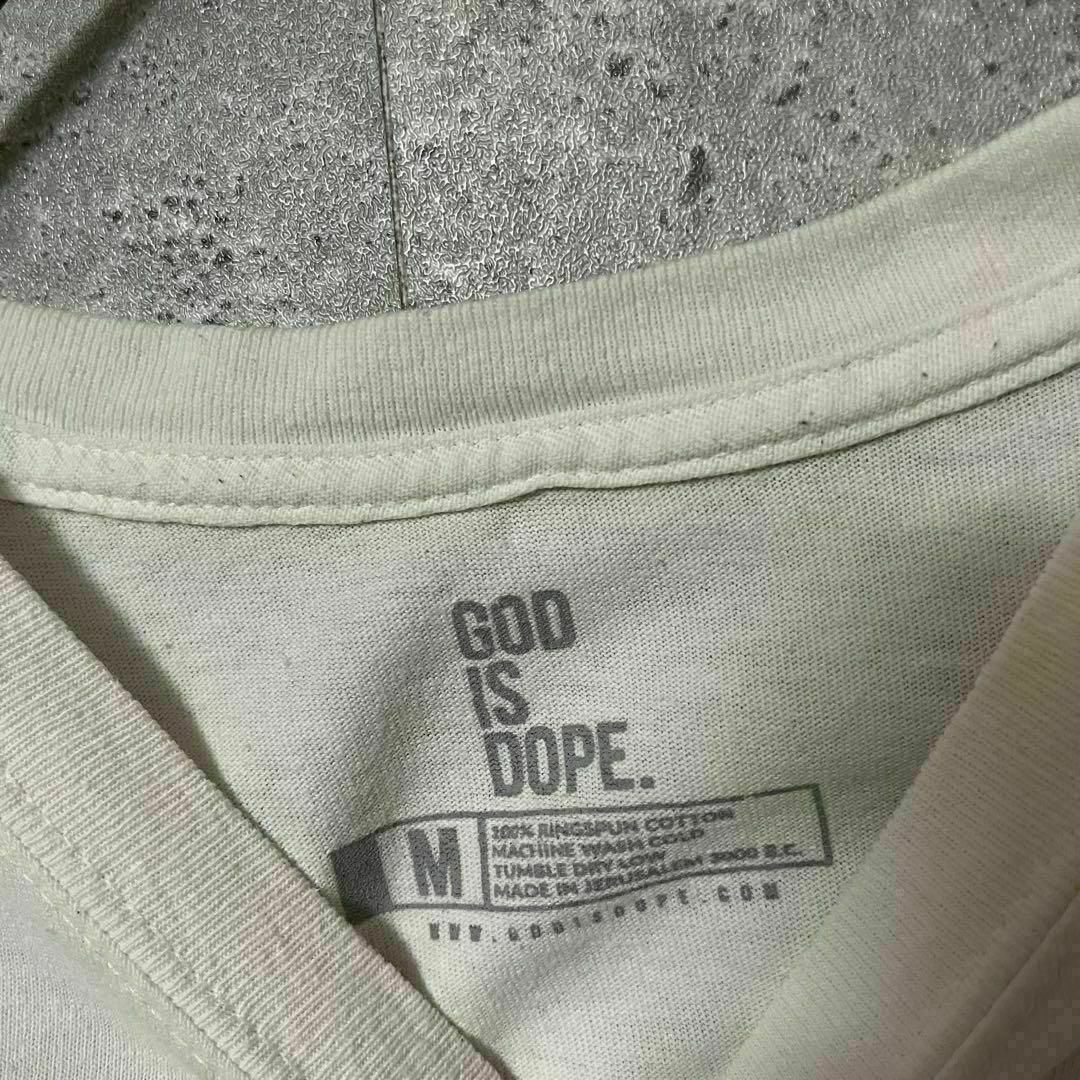 GOD
IS
DOPE.
M
100% RINGSPUN COTTON
MACHINE WASH COLD
TUMBLE DRY LOW
MADE IN JERUSALEM 3000 B.C.
WWW.GODISDOPE.COM